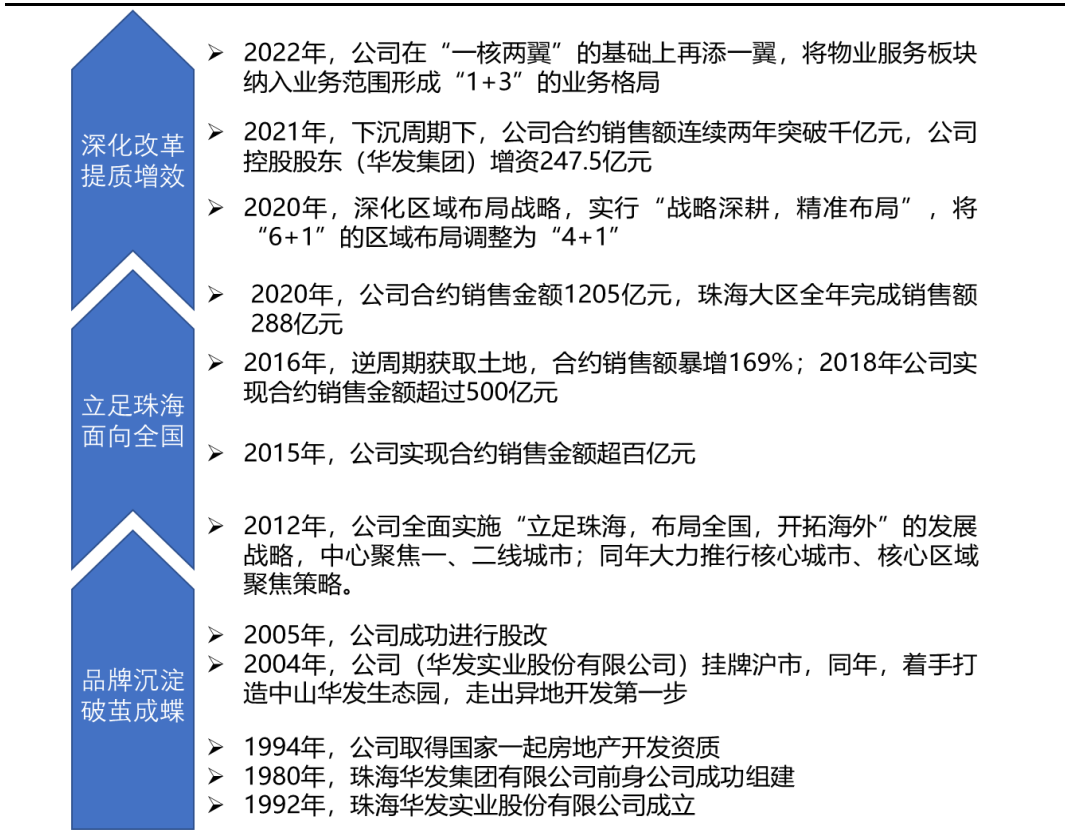 深化改革
提质增效
➢ 2022年，公司在“一核两翼”的基础上再添一翼，将物业服务板块
纳入业务范围形成“1+3”的业务格局
➢ 2021年，下沉周期下，公司合约销售额连续两年突破千亿元，公司
控股股东（华发集团）增资247.5亿元
➢ 2020年，深化区域布局战略，实行“战略深耕，精准布局”，将
“6+1”的区域布局调整为“4+1”
立足珠海
面向全国
➢ 2020年，公司合约销售金额1205亿元，珠海大区全年完成销售额
288亿元
➢ 2016年，逆周期获取土地，合约销售额暴增169%；2018年公司实
现合约销售金额超过500亿元
➢ 2015年，公司实现合约销售金额超百亿元
➢ 2012年，公司全面实施“立足珠海，布局全国，开拓海外”的发展
战略，中心聚焦一、二线城市；同年大力推行核心城市、核心区域
聚焦策略。
品牌沉淀
破茧成蝶
➢ 2005年，公司成功进行股改
➢ 2004年，公司（华发实业股份有限公司）挂牌沪市，同年，着手打
造中山华发生态园，走出异地开发第一步
➢ 1994年，公司取得国家一起房地产开发资质
➢ 1980年，珠海华发集团有限公司前身公司成功组建
➢ 1992年，珠海华发实业股份有限公司成立